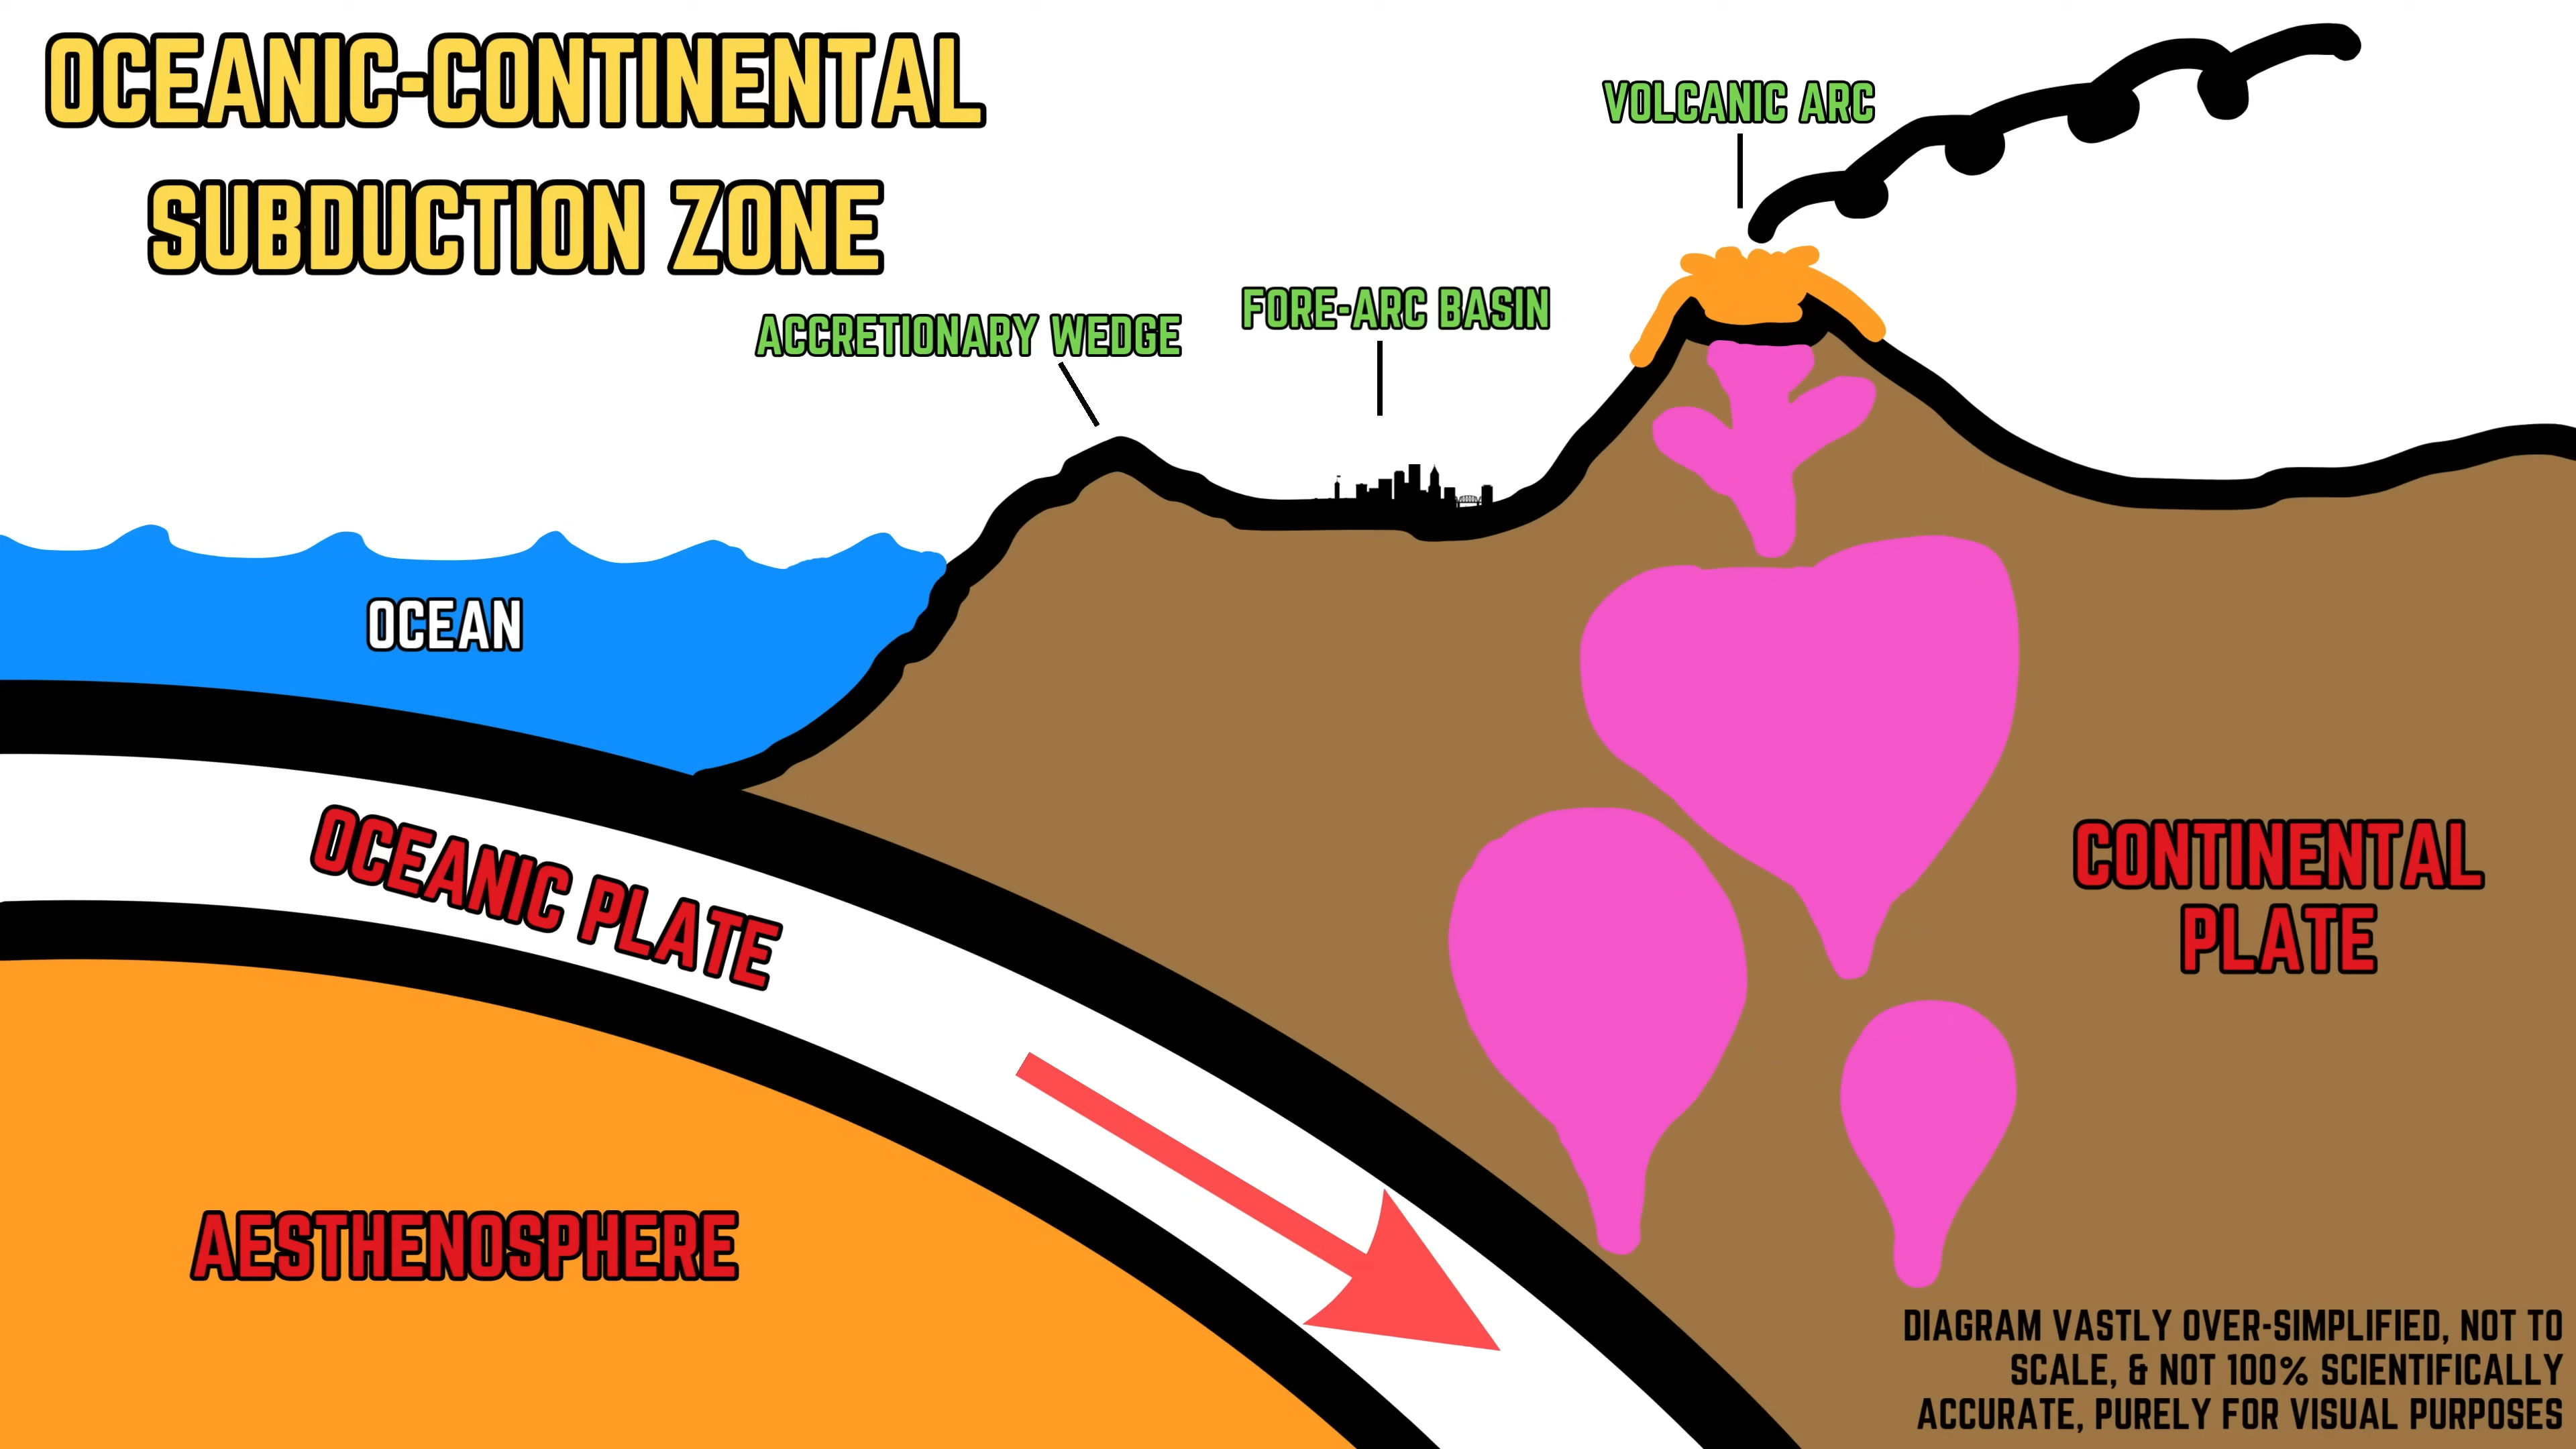 OCEANIC-CONTINENTAL
SUBDUCTION ZONE
VOLCANIC ARC
FORE-ARC BASIN
ACCRETIONARY WEDGE
OCEAN
OCEANIC PLATE
CONTINENTAL
PLATE
AESTHENOSPHERE
DIAGRAM VASTLY OVER-SIMPLIFIED, NOT TO
SCALE, & NOT 100% SCIENTIFICALLY
ACCURATE, PURELY FOR VISUAL PURPOSES